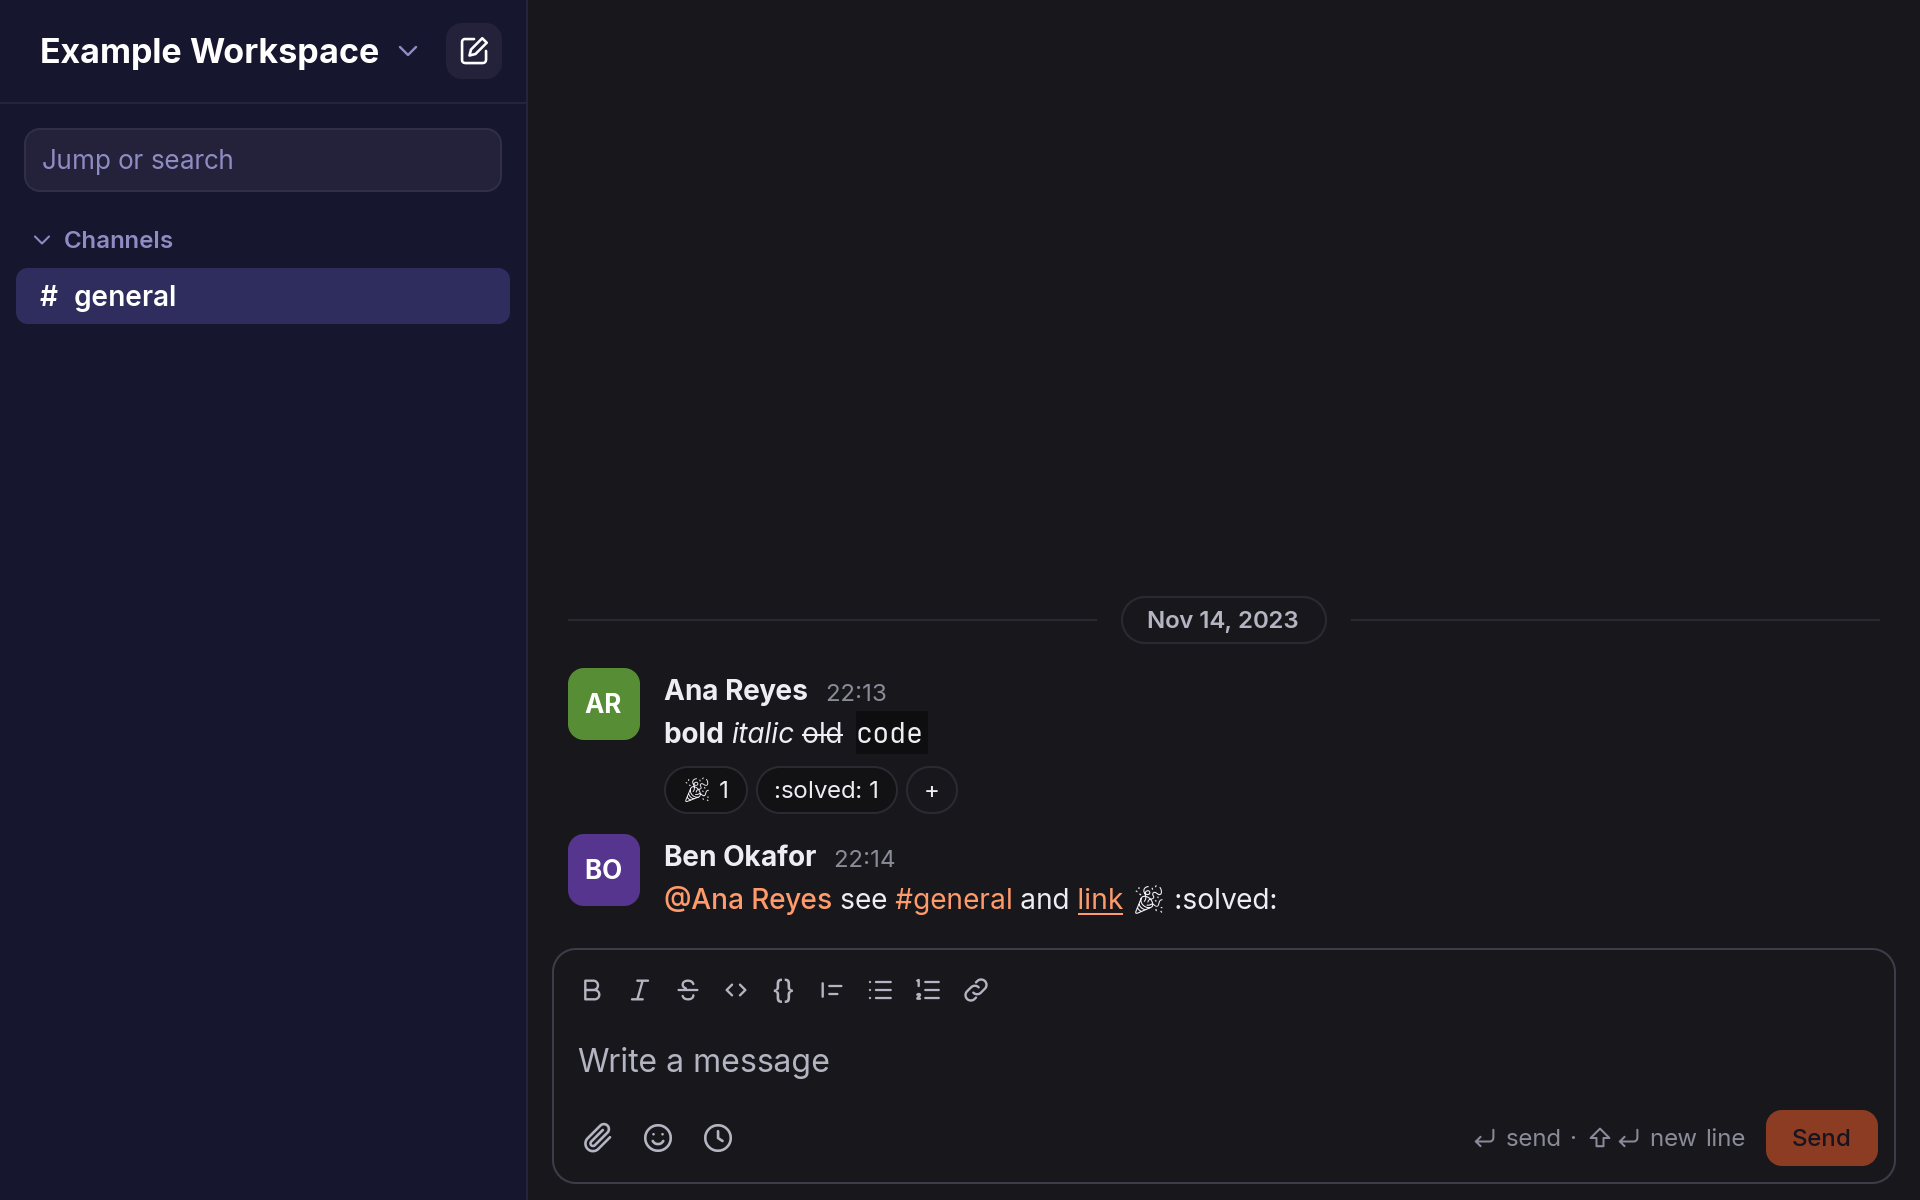 Example Workspace
Jump or search
Channels
# general
Nov 14, 2023
AR
Ana Reyes 22:13
bold italic old code
🎉 1 :solved: 1 +
BO
Ben Okafor 22:14
@Ana Reyes see #general and link 🎉 :solved:
Write a message
send · new line
Send